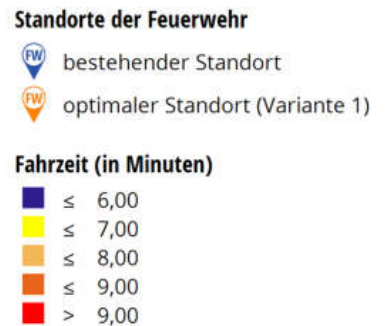 Standorte der Feuerwehr
FW bestehender Standort
FW optimaler Standort (Variante 1)
Fahrzeit (in Minuten)
≤ 6,00
≤ 7,00
≤ 8,00
≤ 9,00
> 9,00